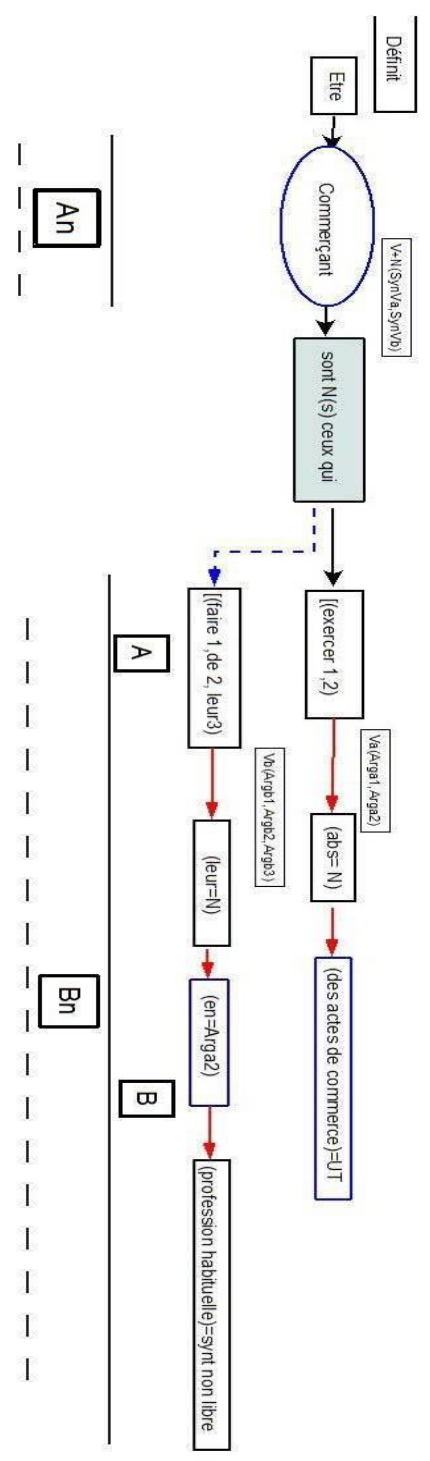 Définit
Etre
Commerçant
V+N(SynVa,SynVb)
sont N(s) ceux qui
[(exercer 1,2)
Va(Arga1,Arga2)
(abs= N)
(des actes de commerce)=UT
[(faire 1,de 2, leur3)
Vb(Argb1,Argb2,Argb3)
(leur=N)
(en=Arga2)
(profession habituelle)=synt non libre
A
B
An
Bn